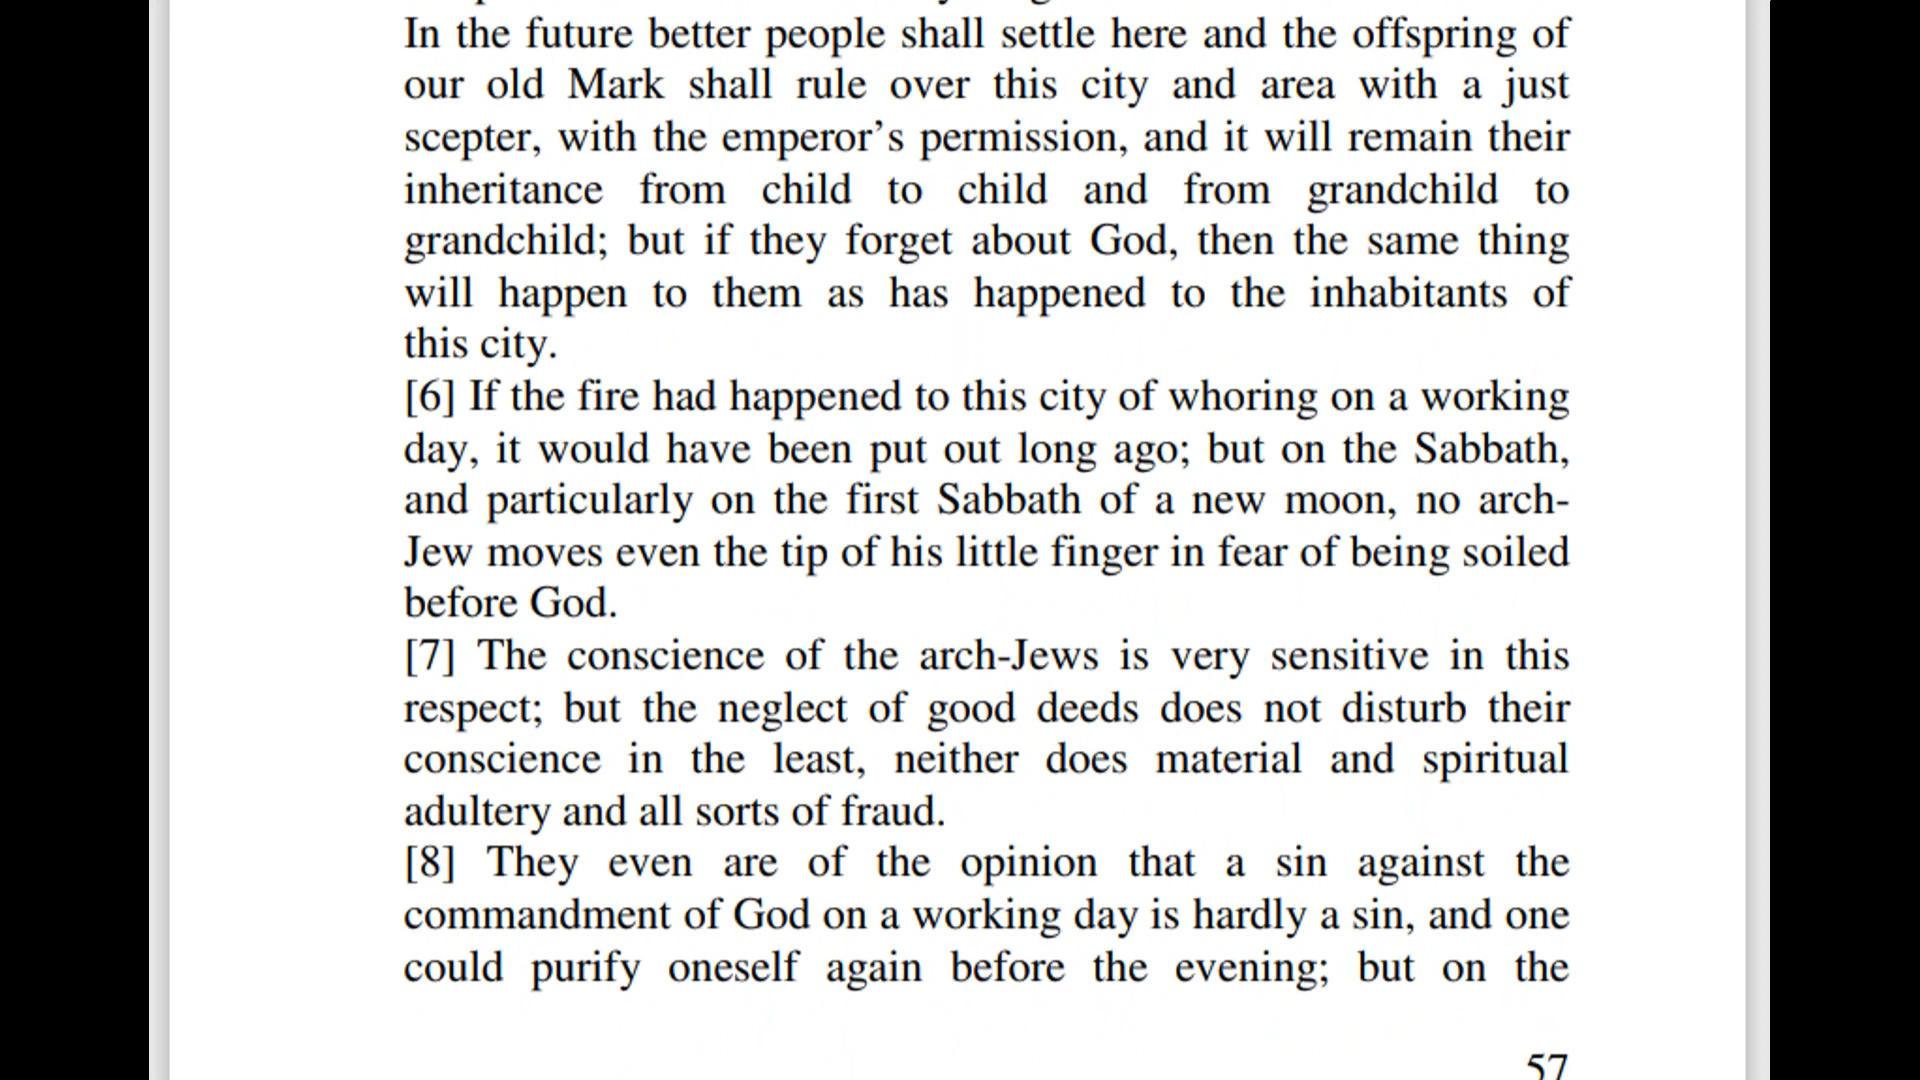 In the future better people shall settle here and the offspring of
our old Mark shall rule over this city and area with a just
scepter, with the emperor’s permission, and it will remain their
inheritance from child to child and from grandchild to
grandchild; but if they forget about God, then the same thing
will happen to them as has happened to the inhabitants of
this city.
[6] If the fire had happened to this city of whoring on a working
day, it would have been put out long ago; but on the Sabbath,
and particularly on the first Sabbath of a new moon, no arch-
Jew moves even the tip of his little finger in fear of being soiled
before God.
[7] The conscience of the arch-Jews is very sensitive in this
respect; but the neglect of good deeds does not disturb their
conscience in the least, neither does material and spiritual
adultery and all sorts of fraud.
[8] They even are of the opinion that a sin against the
commandment of God on a working day is hardly a sin, and one
could purify oneself again before the evening; but on the
57